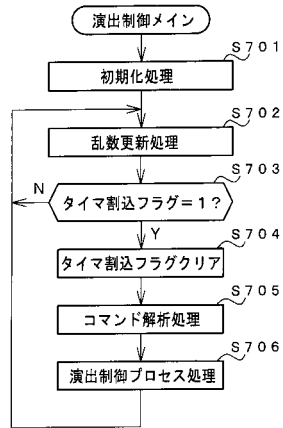 演出制御メイン
S701
初期化処理
S702
乱数更新処理
S703
N
タイマ割込フラグ=1?
Y
S704
タイマ割込フラグクリア
S705
コマンド解析処理
S706
演出制御プロセス処理